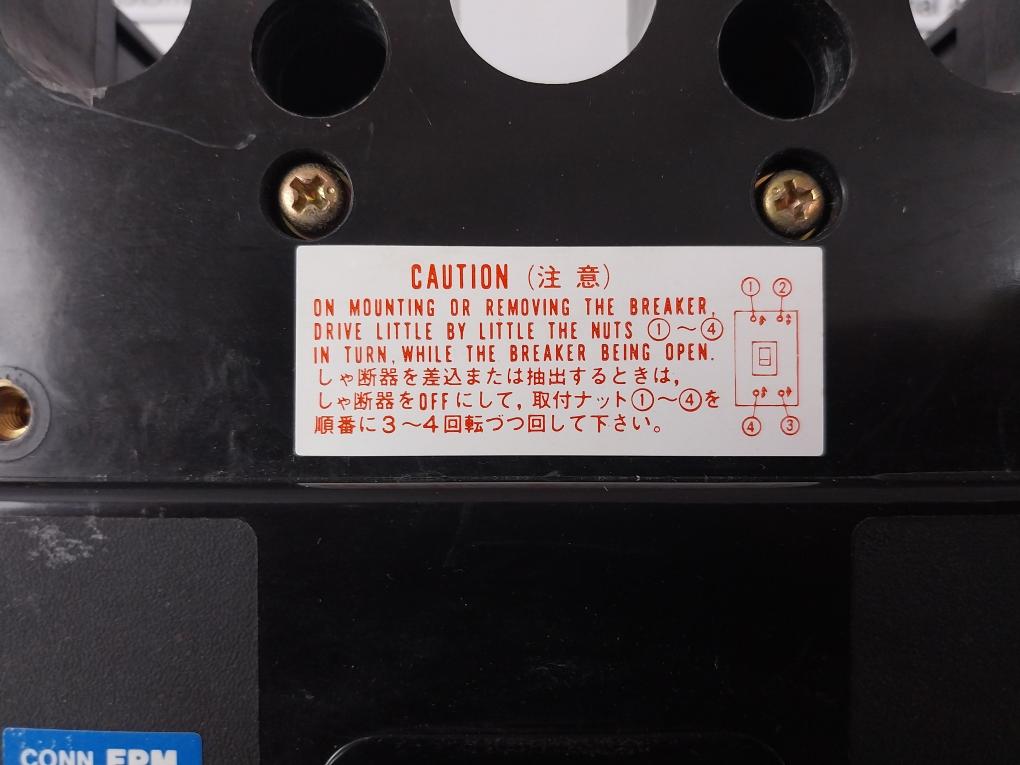 CAUTION (注意)
ON MOUNTING OR REMOVING THE BREAKER,
DRIVE LITTLE BY LITTLE THE NUTS ①～④
IN TURN, WHILE THE BREAKER BEING OPEN.
しゃ断器を差込または抽出するときは,
しゃ断器をOFFにして, 取付ナット①～④を
順番に3～4回転づつ回して下さい。
① ②
④ ③
CONN FRM